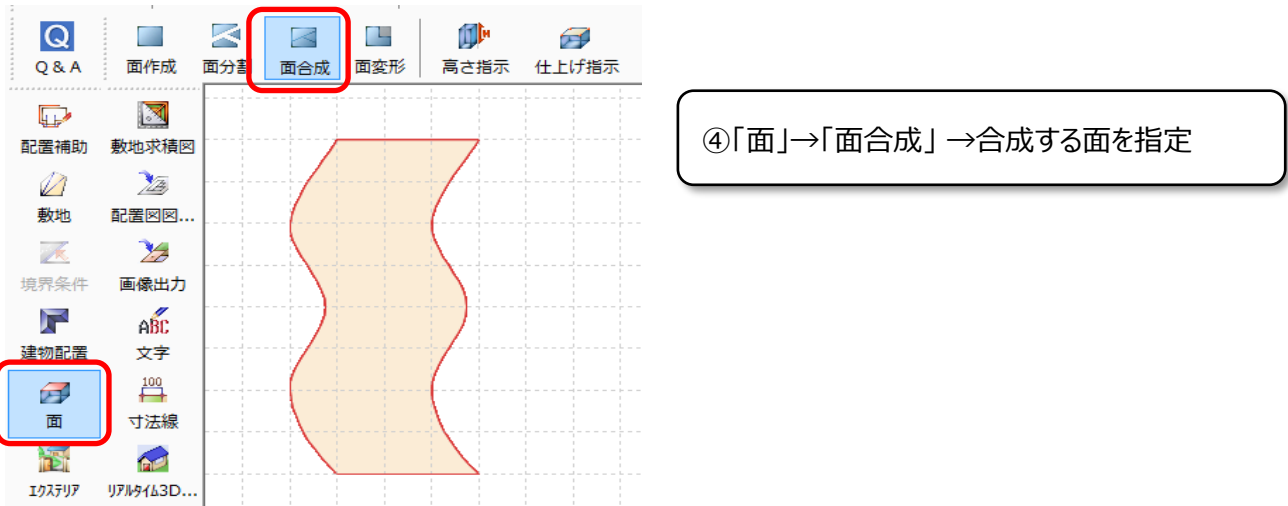 Q
Q & A
面作成
面分割
面合成
面変形
H
高さ指示
仕上げ指示
配置補助
敷地求積図
敷地
配置図図...
境界条件
画像出力
建物配置
ABC
文字
面
100
寸法線
エクステリア
リアルタイム3D...
④「面」→「面合成」→合成する面を指定